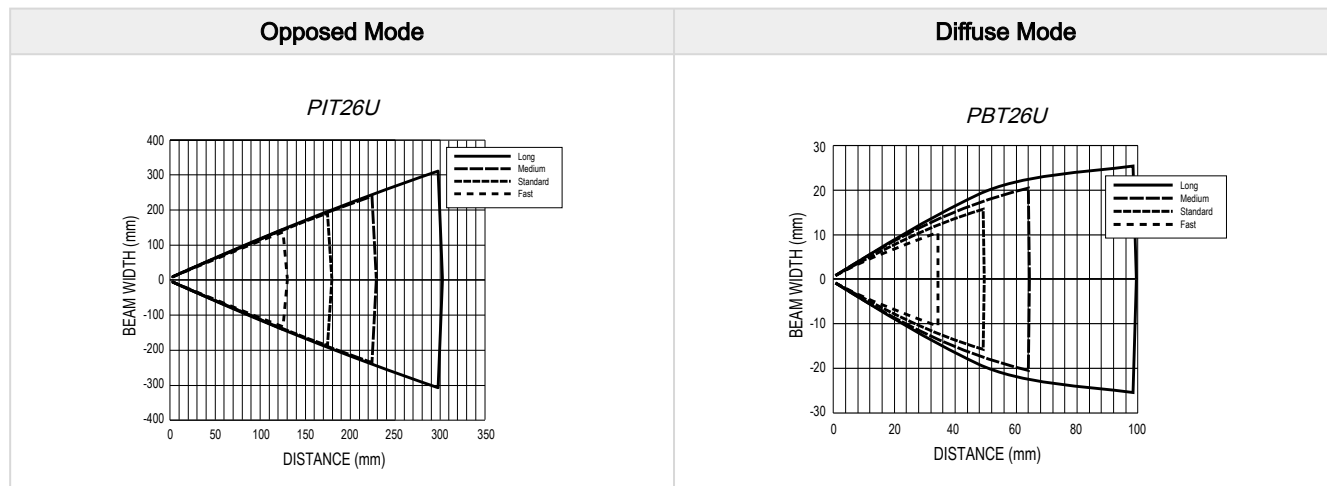 Opposed Mode
Diffuse Mode
PIT26U
400
300
200
100
0
-100
-200
-300
-400
BEAM WIDTH (mm)
0 50 100 150 200 250 300 350
DISTANCE (mm)
Long
Medium
Standard
Fast
PBT26U
30
20
10
0
-10
-20
-30
BEAM WIDTH (mm)
0 20 40 60 80 100
DISTANCE (mm)
Long
Medium
Standard
Fast